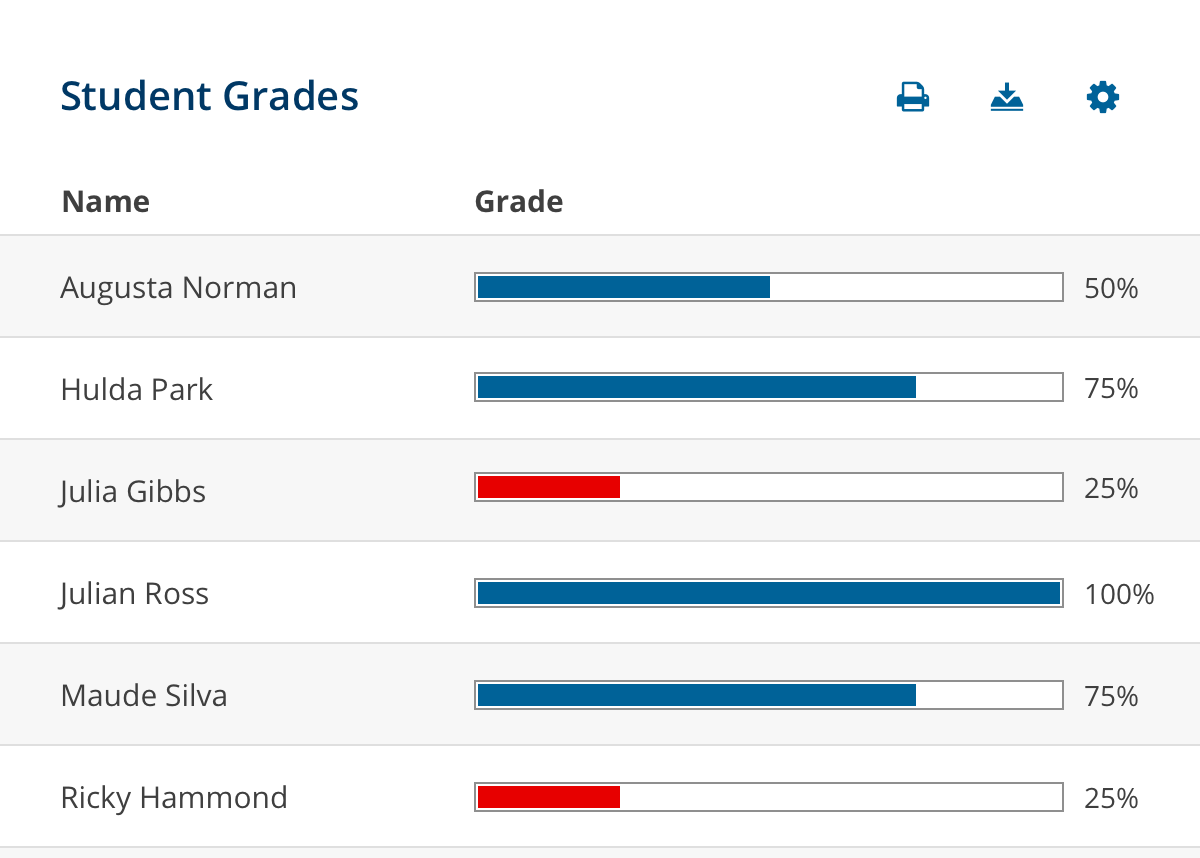 Student Grades
Name Grade
Augusta Norman 50%
Hulda Park 75%
Julia Gibbs 25%
Julian Ross 100%
Maude Silva 75%
Ricky Hammond 25%